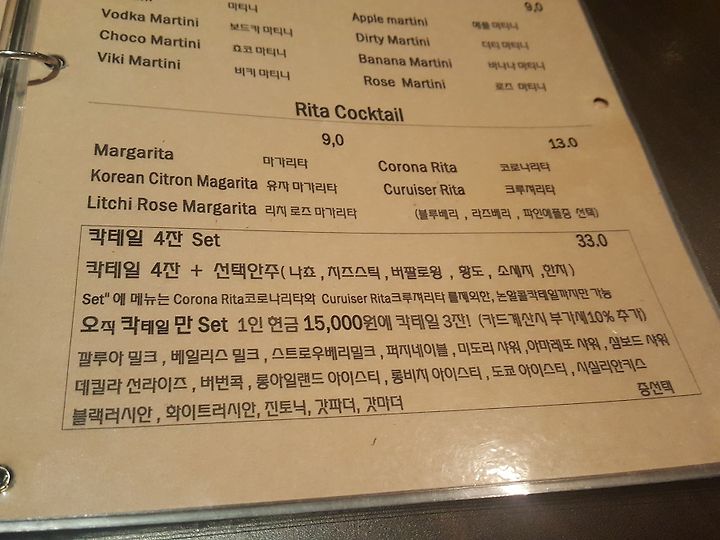 마티니 9,0
Vodka Martini 보드카 마티니 Apple martini 애플 마티니
Choco Martini 쵸코 마티니 Dirty Martini 더티 마티니
Viki Martini 비키 마티니 Banana Martini 바나나 마티니
Rose Martini 로즈 마티니
Rita Cocktail
9,0 13.0
Margarita 마가리타 Corona Rita 코로나리타
Korean Citron Magarita 유자 마가리타 Curuiser Rita 크루져리타
Litchi Rose Margarita 리치 로즈 마가리타 (블루베리 , 라즈베리 , 파인애플중 선택)
칵테일 4잔 Set 33.0
칵테일 4잔 + 선택안주( 나쵸 , 치즈스틱 , 버팔로윙 , 황도 , 소세지 ,한치 )
Set" 에 메뉴는 Corona Rita코로나리타와 Curuiser Rita크루져리타 를제외한, 논알콜칵테일까지만 가능
오직 칵테일 만 Set 1인 현금 15,000원에 칵테일 3잔! (카드계산시 부가세10% 추가)
깔루아 밀크 , 베일리스 밀크 , 스트로우베리밀크 , 퍼지네이블 , 미도리 샤워 ,아마레또 샤워 , 싱보드 샤워
데킬라 선라이즈 , 버번콕 , 롱아일랜드 아이스티 , 롱비치 아이스티 , 도쿄 아이스티 , 시실리안키스
블랙러시안 , 화이트러시안, 진토닉, 갓파더, 갓마더 중선택